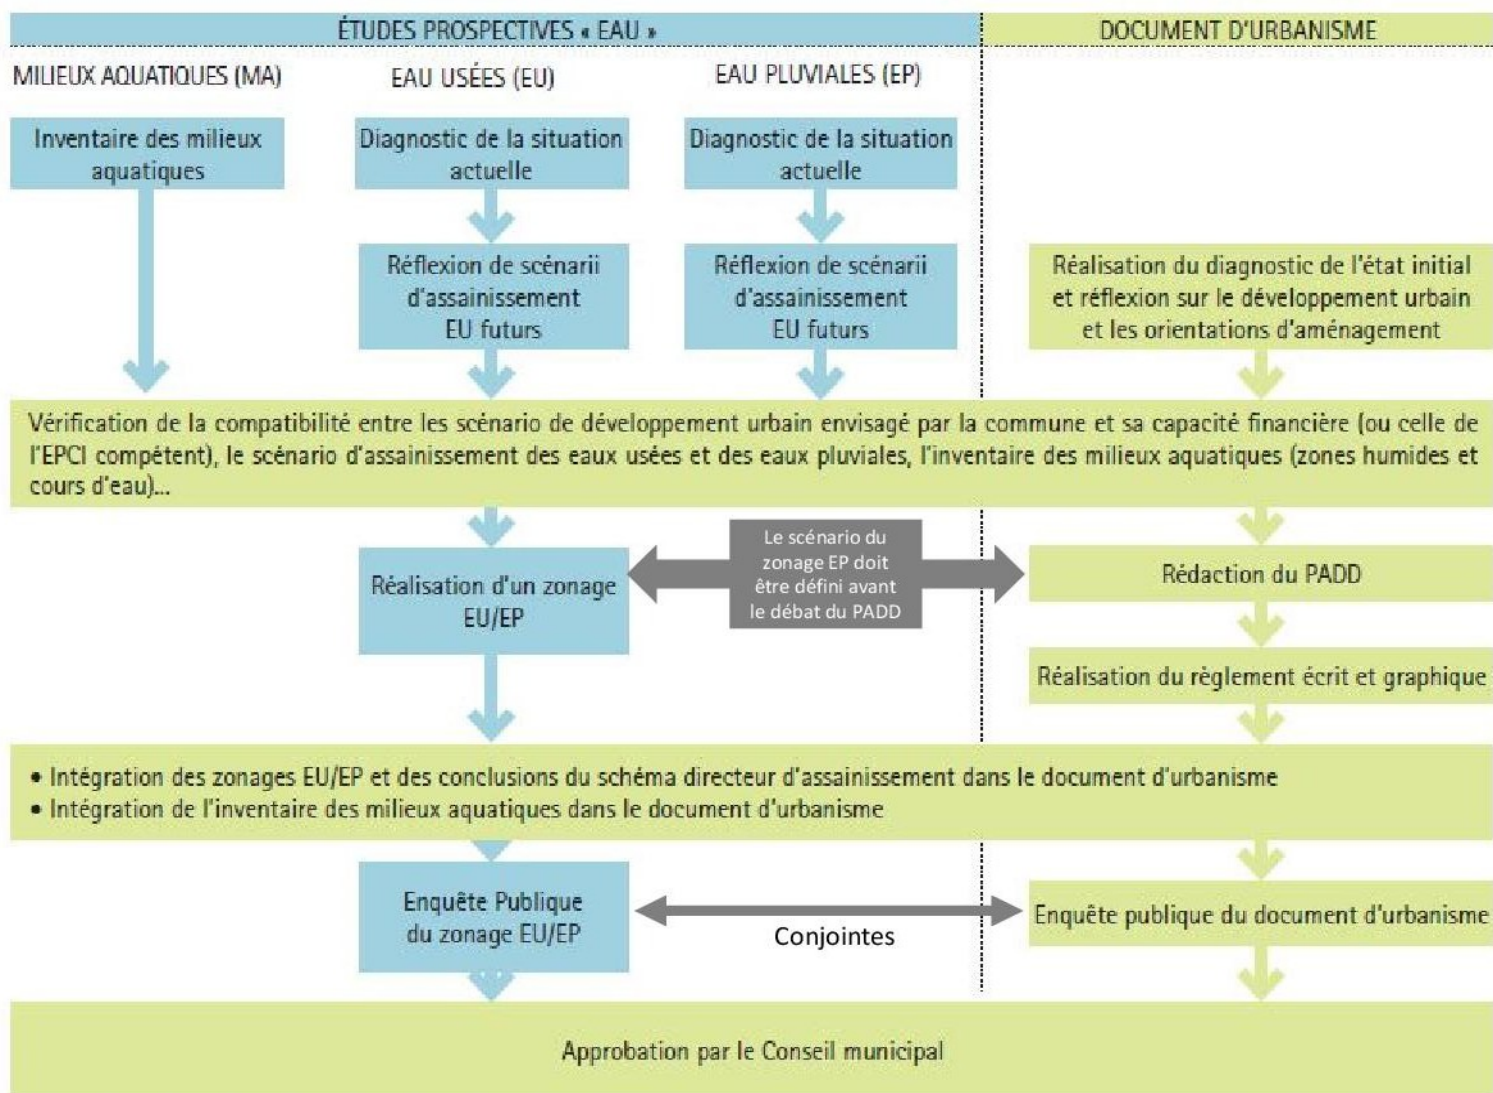 ÉTUDES PROSPECTIVES « EAU »
DOCUMENT D'URBANISME
MILIEUX AQUATIQUES (MA)
EAU USÉES (EU)
EAU PLUVIALES (EP)
Inventaire des milieux
aquatiques
Diagnostic de la situation
actuelle
Diagnostic de la situation
actuelle
Réflexion de scénarii
d'assainissement
EU futurs
Réflexion de scénarii
d'assainissement
EU futurs
Réalisation du diagnostic de l'état initial
et réflexion sur le développement urbain
et les orientations d'aménagement
Vérification de la compatibilité entre les scénario de développement urbain envisagé par la commune et sa capacité financière (ou celle de
l'EPCI compétent), le scénario d'assainissement des eaux usées et des eaux pluviales, l'inventaire des milieux aquatiques (zones humides et
cours d'eau)...
Réalisation d'un zonage
EU/EP
Le scénario du
zonage EP doit
être défini avant
le débat du PADD
Rédaction du PADD
Réalisation du règlement écrit et graphique
• Intégration des zonages EU/EP et des conclusions du schéma directeur d'assainissement dans le document d'urbanisme
• Intégration de l'inventaire des milieux aquatiques dans le document d'urbanisme
Enquête Publique
du zonage EU/EP
Conjointes
Enquête publique du document d'urbanisme
Approbation par le Conseil municipal